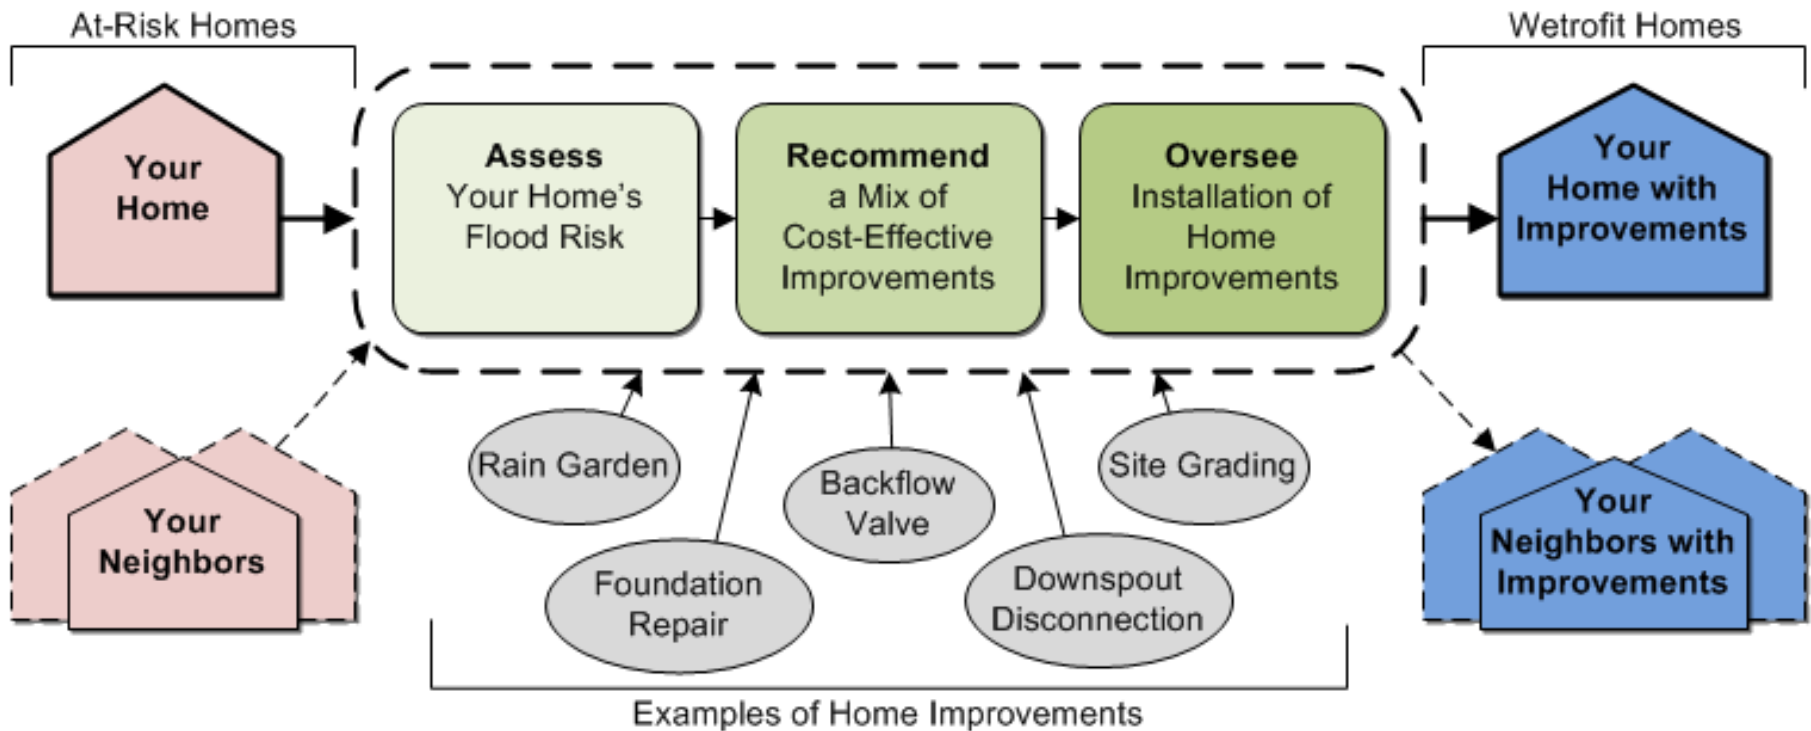 At-Risk Homes
Wetrofit Homes
Your
Home
Assess
Your Home's
Flood Risk
Recommend
a Mix of
Cost-Effective
Improvements
Oversee
Installation of
Home
Improvements
Your
Home with
Improvements
Your
Neighbors
Rain Garden
Foundation
Repair
Backflow
Valve
Downspout
Disconnection
Site Grading
Your
Neighbors with
Improvements
Examples of Home Improvements